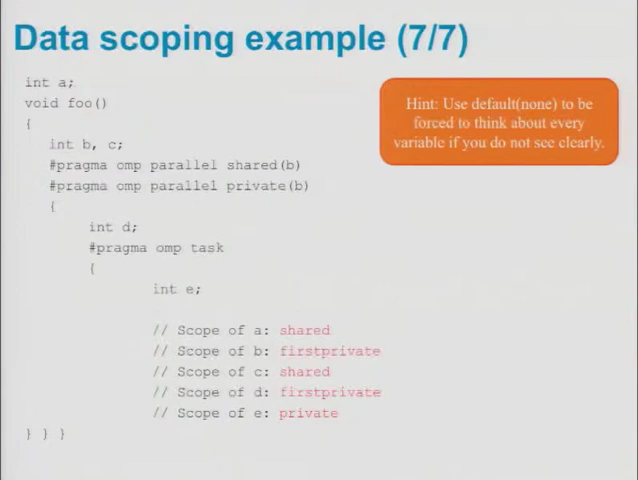 Data scoping example (7/7)
int a;
void foo()
{
int b, c;
#pragma omp parallel shared(b)
#pragma omp parallel private(b)
{
int d;
#pragma omp task
{
int e;
// Scope of a: shared
// Scope of b: firstprivate
// Scope of c: shared
// Scope of d: firstprivate
// Scope of e: private
} } }
Hint: Use default(none) to be
forced to think about every
variable if you do not see clearly.